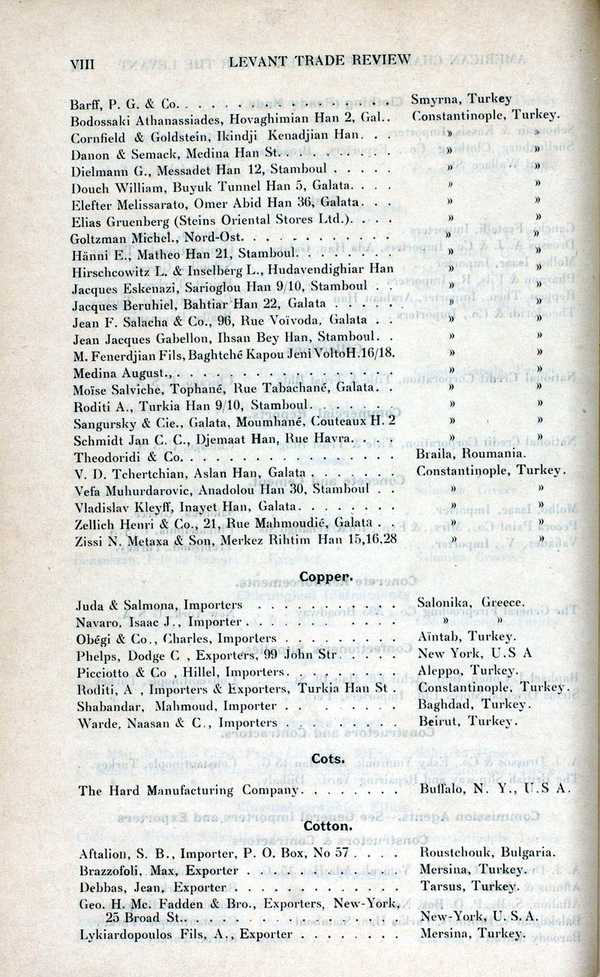 VIII LEVANT TRADE REVIEW
Barff, P. G. & Co. . . . . . . . . . . . . . . . Smyrna, Turkey
Bodossaki Athanassiades, Hovaghimian Han 2, Gal.. Constantinople, Turkey.
Cornfield & Goldstein, Ikindji Kenadjian Han. . . » »
Danon & Semack, Medina Han St. . . . . . . . . » »
Dielmann G., Messadet Han 12, Stamboul . . . . . » »
Douch William, Buyuk Tunnel Han 5, Galata. . . . » »
Elefter Melissarato, Omer Abid Han 36, Galata. . . » »
Elias Gruenberg (Steins Oriental Stores Ltd.). . . . » »
Goltzman Michel., Nord-Ost. . . . . . . . . . . . » »
Hänni E., Matheo Han 21, Stamboul. . . . . . . . » »
Hirschcowitz L. & Inselberg L., Hudavendighiar Han » »
Jacques Eskenazi, Sarioglou Han 9/10, Stamboul . . » »
Jacques Beruhiel, Bahtiar Han 22, Galata . . . . . . » »
Jean F. Salacha & Co., 96, Rue Voïvoda, Galata . . » »
Jean Jacques Gabellon, Ihsan Bey Han, Stamboul. . » »
M. Fenerdjian Fils, Baghtché Kapou Jeni Volto H.16/18. » »
Medina August., . . . . . . . . . . . . . . . . . » »
Moïse Salviche, Tophané, Rue Tabachané, Galata. . » »
Roditi A., Turkia Han 9/10, Stamboul. . . . . . . » »
Sangursky & Cie., Galata, Moumhané, Couteaux H. 2 » »
Schmidt Jan C. C., Djemaat Han, Rue Havra. . . . » »
Theodoridi & Co. . . . . . . . . . . . . . . . . Braila, Roumania.
V. D. Tchertchian, Aslan Han, Galata . . . . . . . Constantinople, Turkey.
Vefa Muhurdarovic, Anadolou Han 30, Stamboul . . » »
Vladislav Kleyff, Inayet Han, Galata. . . . . . . . » »
Zellich Henri & Co., 21, Rue Mahmoudié, Galata . . » »
Zissi N. Metaxa & Son, Merkez Rihtim Han 15,16,28 » »
Copper.
Juda & Salmona, Importers . . . . . . . . . . Salonika, Greece.
Navaro, Isaac J., Importer . . . . . . . . . . . » »
Obégi & Co., Charles, Importers . . . . . . . . . Aïntab, Turkey.
Phelps, Dodge C , Exporters, 99 John Str . . . . . New York, U. S A
Picciotto & Co , Hillel, Importers. . . . . . . . . Aleppo, Turkey.
Roditi, A , Importers & Exporters, Turkia Han St . Constantinople, Turkey.
Shabandar, Mahmoud, Importer . . . . . . . . . Baghdad, Turkey.
Warde, Naasan & C., Importers . . . . . . . . . Beirut, Turkey.
Cots.
The Hard Manufacturing Company. . . . . . . . Buffalo, N. Y., U.S A.
Cotton.
Aftalion, S. B., Importer, P. O. Box, No 57 . . . . Roustchouk, Bulgaria.
Brazzofoli, Max, Exporter . . . . . . . . . . . Mersina, Turkey.
Debbas, Jean, Exporter . . . . . . . . . . . . Tarsus, Turkey.
Geo. H. Mc. Fadden & Bro., Exporters, New-York,
25 Broad St.. . . . . . . . . . . . . . . . New-York, U. S. A.
Lykiardopoulos Fils, A., Exporter . . . . . . . . Mersina, Turkey.